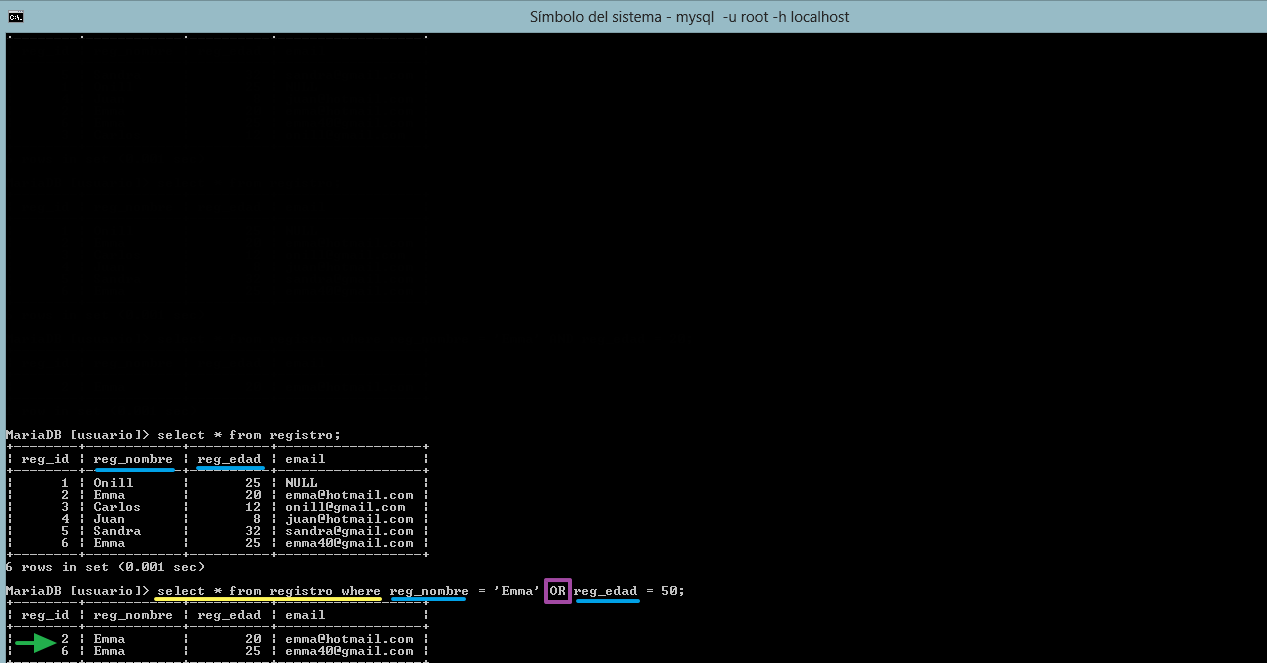 Símbolo del sistema - mysql -u root -h localhost
MariaDB [usuario]> select * from registro;
reg_id | reg_nombre | reg_edad | email
1 | Onill | 25 | NULL
2 | Emma | 20 | emma@hotmail.com
3 | Carlos | 12 | onill@gmail.com
4 | Juan | 8 | juan@hotmail.com
5 | Sandra | 32 | sandra@gmail.com
6 | Emma | 25 | emma40@gmail.com
6 rows in set (0.001 sec)
MariaDB [usuario]> select * from registro where reg_nombre = 'Emma' OR reg_edad = 50;
reg_id | reg_nombre | reg_edad | email
2 | Emma | 20 | emma@hotmail.com
6 | Emma | 25 | emma40@gmail.com